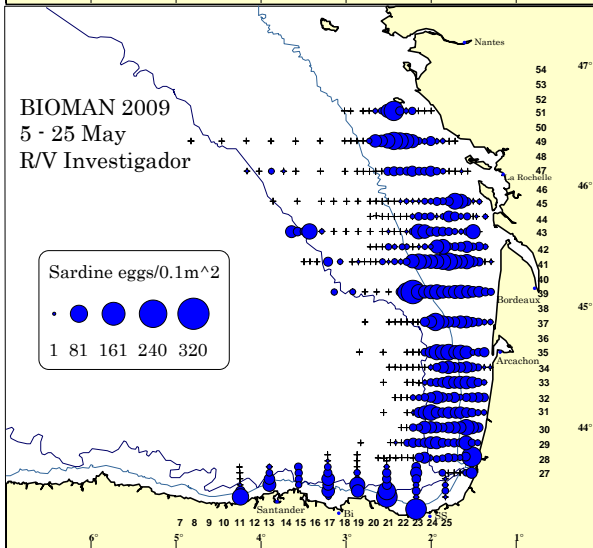 Nantes
47°
54
53
BIOMAN 2009
5 - 25 May
R/V Investigador
52
51
50
49
48
47
La Rochelle
46
46°
45
44
43
42
41
Sardine eggs/0.1m^2
1 81 161 240 320
40
39
Bordeaux
38
45°
37
36
35
Arcachon
34
33
32
31
30
44°
29
28
27
Santander
Bi
SS
7 8 9 10 11 12 13 14 15 16 17 18 19 20 21 22 23 24 25
6° 5° 4° 3° 2° 1°